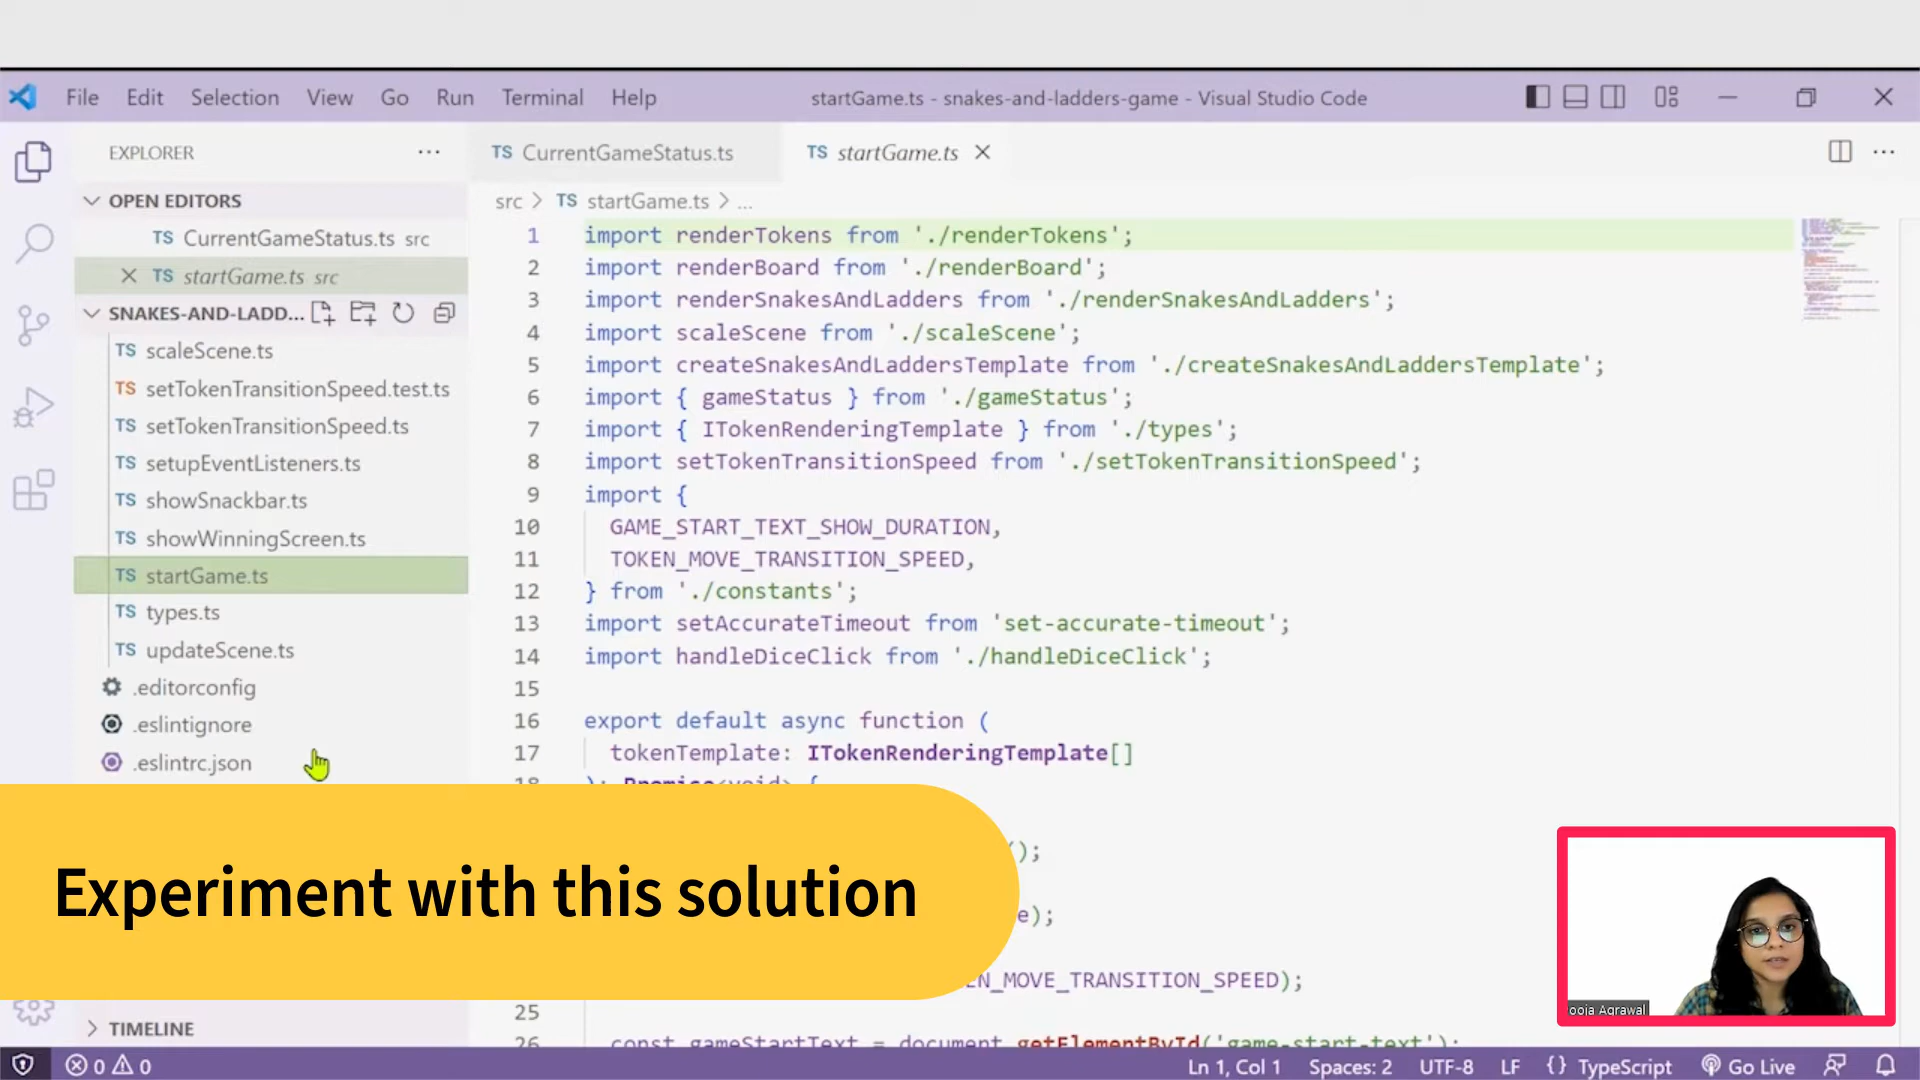 File Edit Selection View Go Run Terminal Help
startGame.ts - snakes-and-ladders-game - Visual Studio Code
EXPLORER
OPEN EDITORS
TS CurrentGameStatus.ts src
TS startGame.ts src
SNAKES-AND-LADD...
TS scaleScene.ts
TS setTokenTransitionSpeed.test.ts
TS setTokenTransitionSpeed.ts
TS setupEventListeners.ts
TS showSnackbar.ts
TS showWinningScreen.ts
TS startGame.ts
TS types.ts
TS updateScene.ts
.editorconfig
.eslintignore
.eslintrc.json
TIMELINE
TS CurrentGameStatus.ts
TS startGame.ts
src > TS startGame.ts > ...
1 import renderTokens from './renderTokens';
2 import renderBoard from './renderBoard';
3 import renderSnakesAndLadders from './renderSnakesAndLadders';
4 import scaleScene from './scaleScene';
5 import createSnakesAndLaddersTemplate from './createSnakesAndLaddersTemplate';
6 import { gameStatus } from './gameStatus';
7 import { ITokenRenderingTemplate } from './types';
8 import setTokenTransitionSpeed from './setTokenTransitionSpeed';
9 import {
10 GAME_START_TEXT_SHOW_DURATION,
11 TOKEN_MOVE_TRANSITION_SPEED,
12 } from './constants';
13 import setAccurateTimeout from 'set-accurate-timeout';
14 import handleDiceClick from './handleDiceClick';
15
16 export default async function (
17 tokenTemplate: ITokenRenderingTemplate[]
18 ): Promise<void> {
();
e);
EN_MOVE_TRANSITION_SPEED);
25
26 const gameStartText = document.getElementById('game-start-text');
Experiment with this solution
ooja Agrawal
0 0
Ln 1, Col 1 Spaces: 2 UTF-8 LF {} TypeScript Go Live